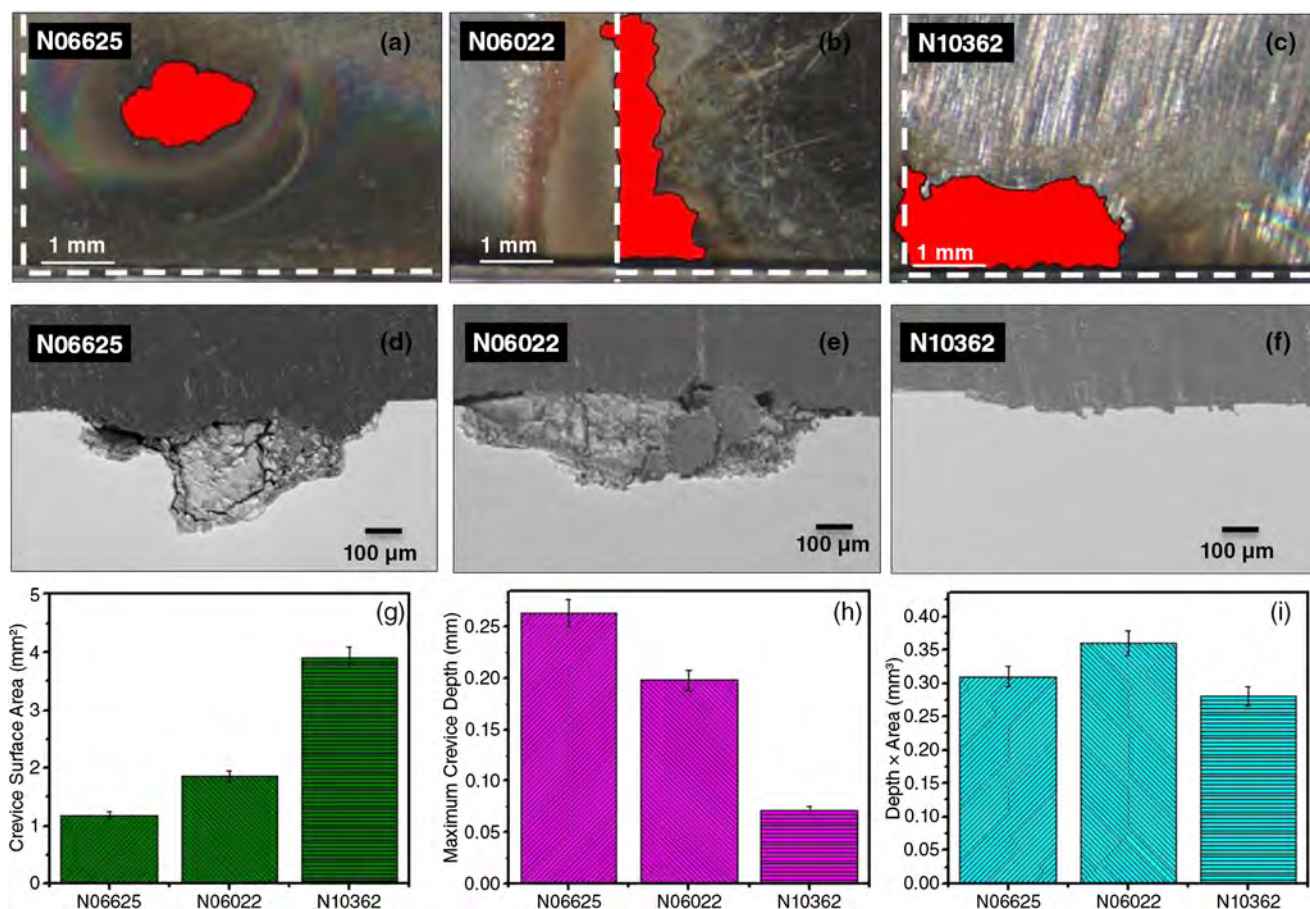 N06625
(a)
1 mm
N06022
(b)
1 mm
N10362
(c)
1 mm
N06625
(d)
100 µm
N06022
(e)
100 µm
N10362
(f)
100 µm
(g)
Crevice Surface Area (mm²)
5
4
3
2
1
0
N06625 N06022 N10362
(h)
Maximum Crevice Depth (mm)
0.25
0.20
0.15
0.10
0.05
0.00
N06625 N06022 N10362
(i)
Depth × Area (mm³)
0.40
0.35
0.30
0.25
0.20
0.15
0.10
0.05
0.00
N06625 N06022 N10362